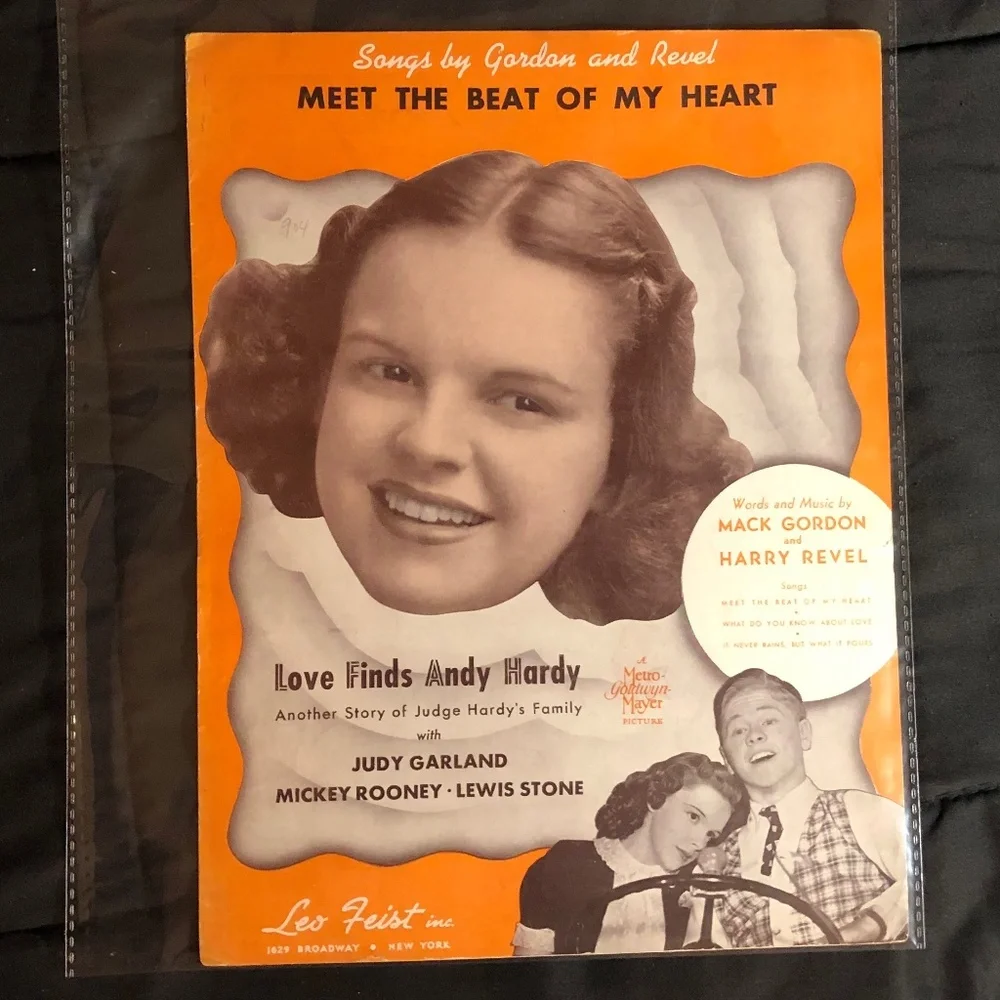 Songs by Gordon and Revel
MEET THE BEAT OF MY HEART
904
Words and Music by
MACK GORDON
and
HARRY REVEL
Songs
MEET THE BEAT OF MY HEART
WHAT DO YOU KNOW ABOUT LOVE
IT NEVER RAINS, BUT WHAT IT POURS
Love Finds Andy Hardy
Another Story of Judge Hardy's Family
with
JUDY GARLAND
MICKEY ROONEY · LEWIS STONE
A
Metro-
Goldwyn-
Mayer
PICTURE
Leo Feist inc.
1629 BROADWAY • NEW YORK